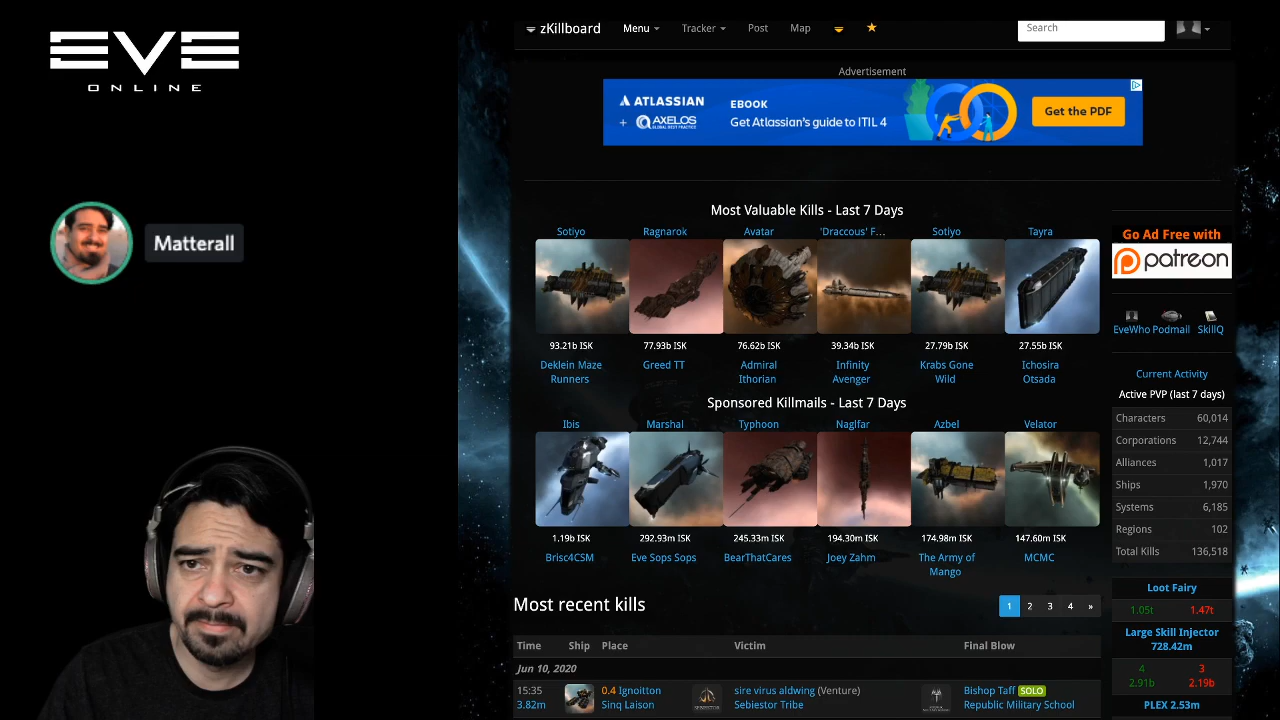 EVE
ONLINE
Matterall
zKillboard Menu Tracker Post Map Search
Advertisement
ATLASSIAN
+ AXELOS
GLOBAL BEST PRACTICE
EBOOK
Get Atlassian's guide to ITIL 4
Get the PDF
Most Valuable Kills - Last 7 Days
Sotiyo Ragnarok Avatar 'Draccous' F... Sotiyo Tayra
93.21b ISK 77.93b ISK 76.62b ISK 39.34b ISK 27.79b ISK 27.55b ISK
Deklein Maze Greed TT Admiral Infinity Krabs Gone Ichosira
Runners Ithorian Avenger Wild Otsada
Sponsored Killmails - Last 7 Days
Ibis Marshal Typhoon Naglfar Azbel Velator
1.19b ISK 292.93m ISK 245.33m ISK 194.30m ISK 174.98m ISK 147.60m ISK
Brisc4CSM Eve Sops Sops BearThatCares Joey Zahm The Army of MCMC
Mango
Most recent kills 1 2 3 4 »
Time Ship Place Victim Final Blow
Jun 10, 2020
15:35 0.4 Ignoitton sire virus aldwing (Venture) Bishop Taff SOLO
3.82m Sinq Laison Sebiestor Tribe Republic Military School
Go Ad Free with
patreon
EveWho Podmail SkillQ
Current Activity
Active PVP (last 7 days)
Characters 60,014
Corporations 12,744
Alliances 1,017
Ships 1,970
Systems 6,185
Regions 102
Total Kills 136,518
Loot Fairy
1.05t 1.47t
Large Skill Injector
728.42m
4 3
2.91b 2.19b
PLEX 2.53m